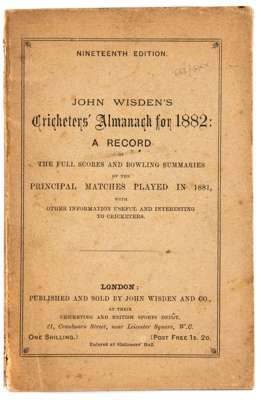 NINETEENTH EDITION.
JOHN WISDEN'S
Cricketers' Almanack for 1882:
A RECORD
OF
THE FULL SCORES AND BOWLING SUMMARIES
OF THE
PRINCIPAL MATCHES PLAYED IN 1881,
WITH
OTHER INFORMATION USEFUL AND INTERESTING
TO CRICKETERS.
LONDON:
PUBLISHED AND SOLD BY JOHN WISDEN AND CO.,
AT THEIR
CRICKETING AND BRITISH SPORTS DEPÔT,
21, Cranbourn Street, near Leicester Square, W.C.
ONE SHILLING.] [POST FREE 1s. 2D.
Entered at Stationers' Hall.